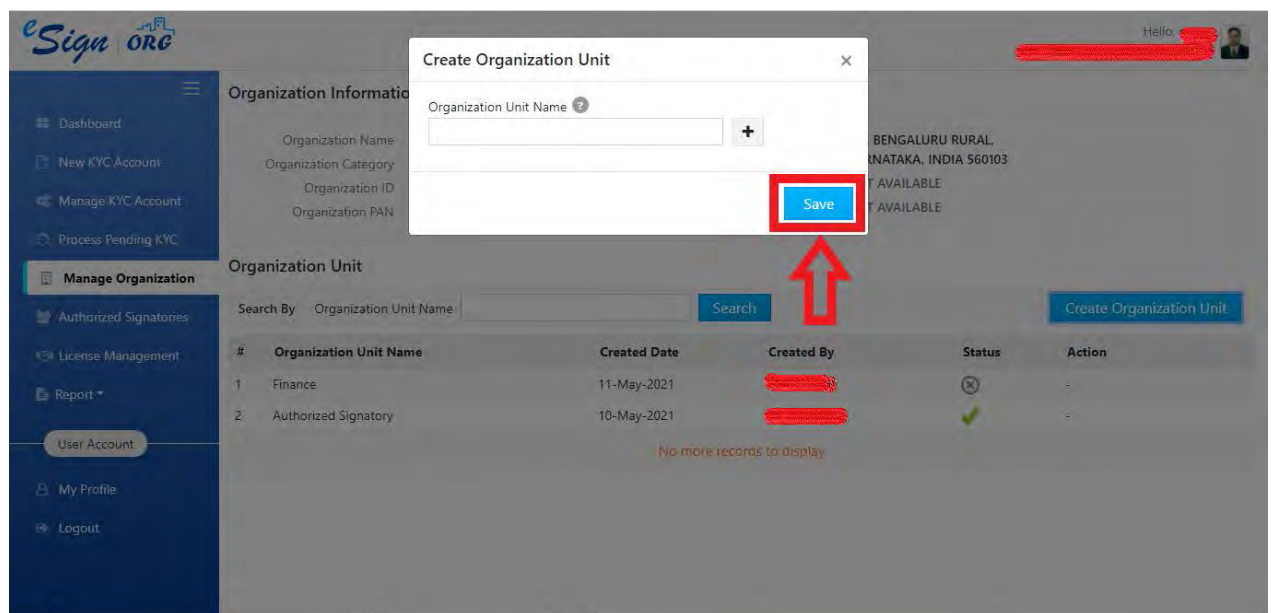 eSign ORG
Hello,
Create Organization Unit ×
Organization Unit Name ?
+
Save
Dashboard
New KYC Account
Manage KYC Account
Process Pending KYC
Manage Organization
Authorized Signatories
License Management
Report
User Account
My Profile
Logout
Organization Informatio
Organization Name
Organization Category
Organization ID
Organization PAN
BENGALURU RURAL,
RNATAKA, INDIA 560103
T AVAILABLE
T AVAILABLE
Organization Unit
Search By Organization Unit Name Search Create Organization Unit
# Organization Unit Name Created Date Created By Status Action
1 Finance 11-May-2021 -
2 Authorized Signatory 10-May-2021 -
No more records to display